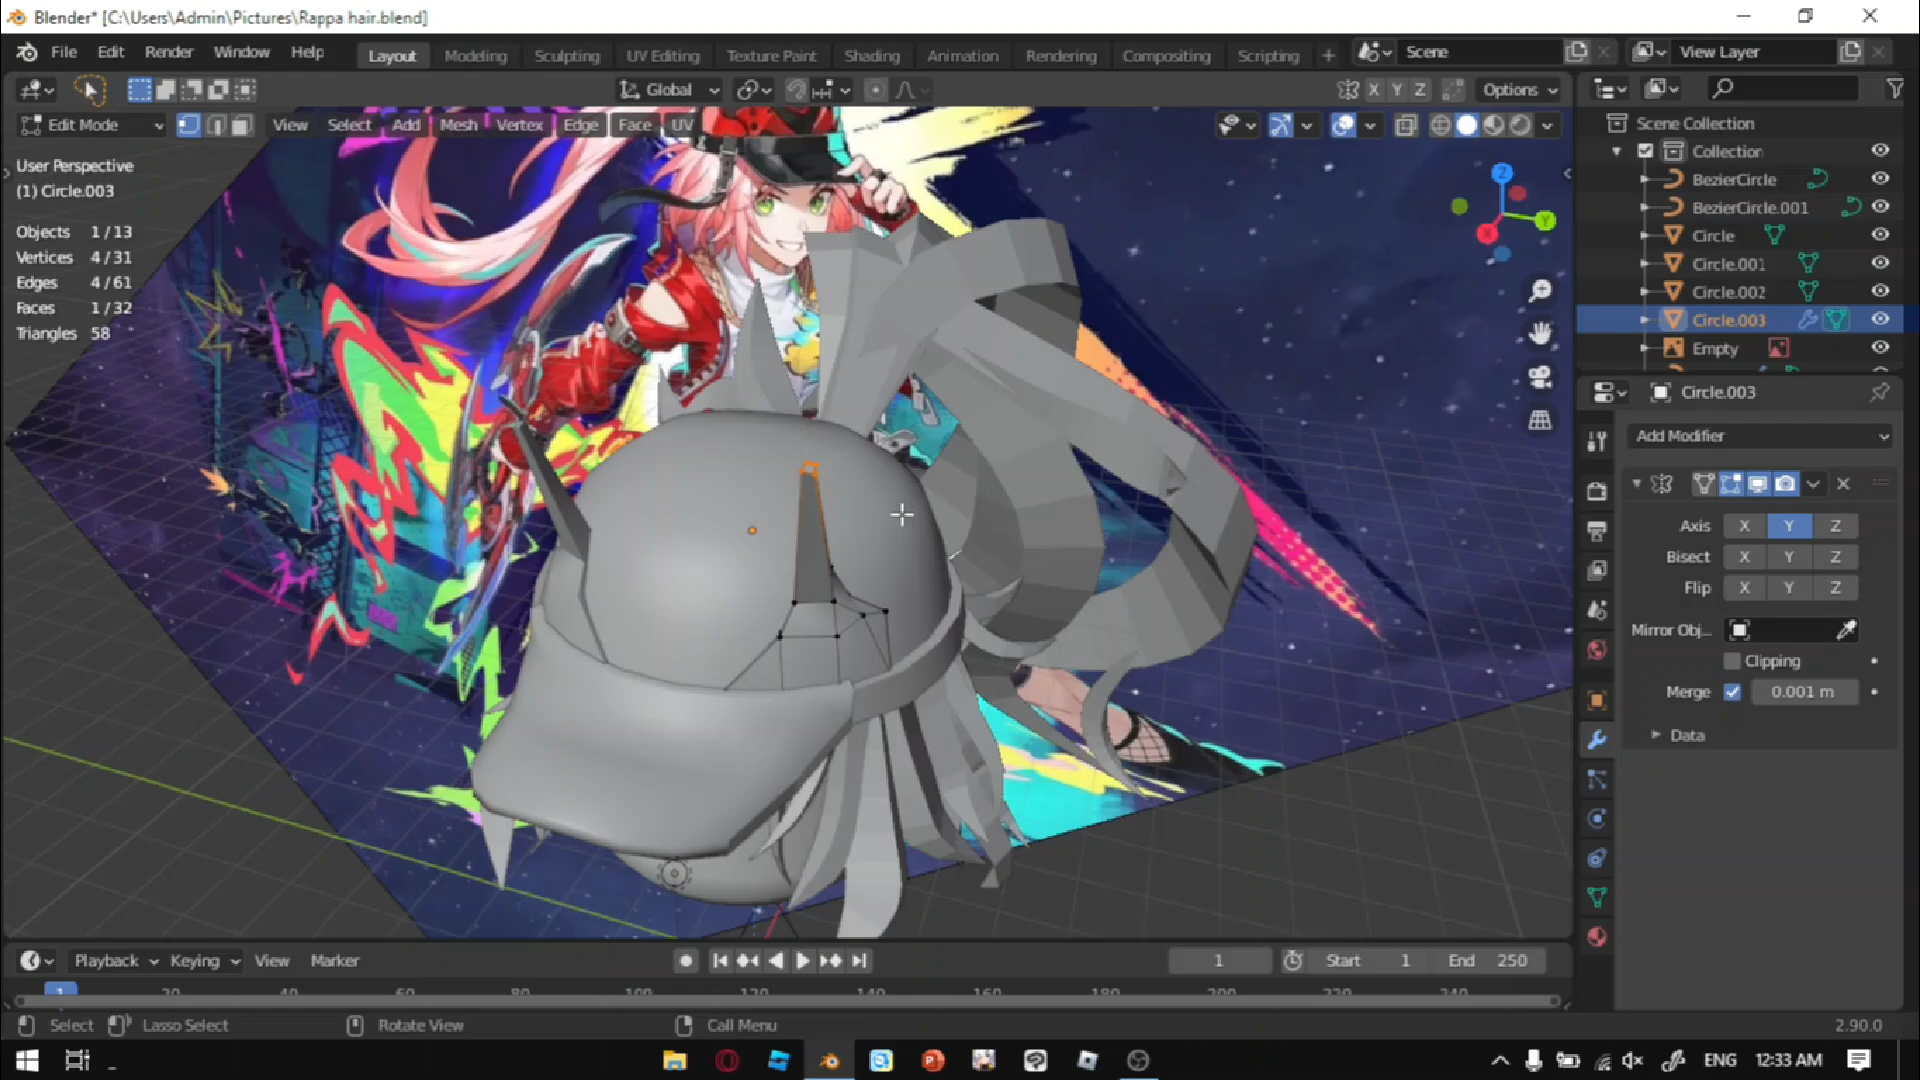 Blender* [C:\Users\Admin\Pictures\Rappa hair.blend]
File Edit Render Window Help Layout Modeling Sculpting UV Editing Texture Paint Shading Animation Rendering Compositing Scripting + Scene View Layer
Global X Y Z Options
Edit Mode View Select Add Mesh Vertex Edge Face UV
User Perspective
(1) Circle.003
Objects 1/13
Vertices 4/31
Edges 4/61
Faces 1/32
Triangles 58
Z
Y
X
Scene Collection
Collection
BezierCircle
BezierCircle.001
Circle
Circle.001
Circle.002
Circle.003
Empty
Circle.003
Add Modifier
Axis X Y Z
Bisect X Y Z
Flip X Y Z
Mirror Obj...
Clipping
Merge 0.001 m
Data
Playback Keying View Marker 1 Start 1 End 250
1 20 40 60 80 100 120 140 160 180 200 220 240
Select Lasso Select Rotate View Call Menu 2.90.0
ENG 12:33 AM